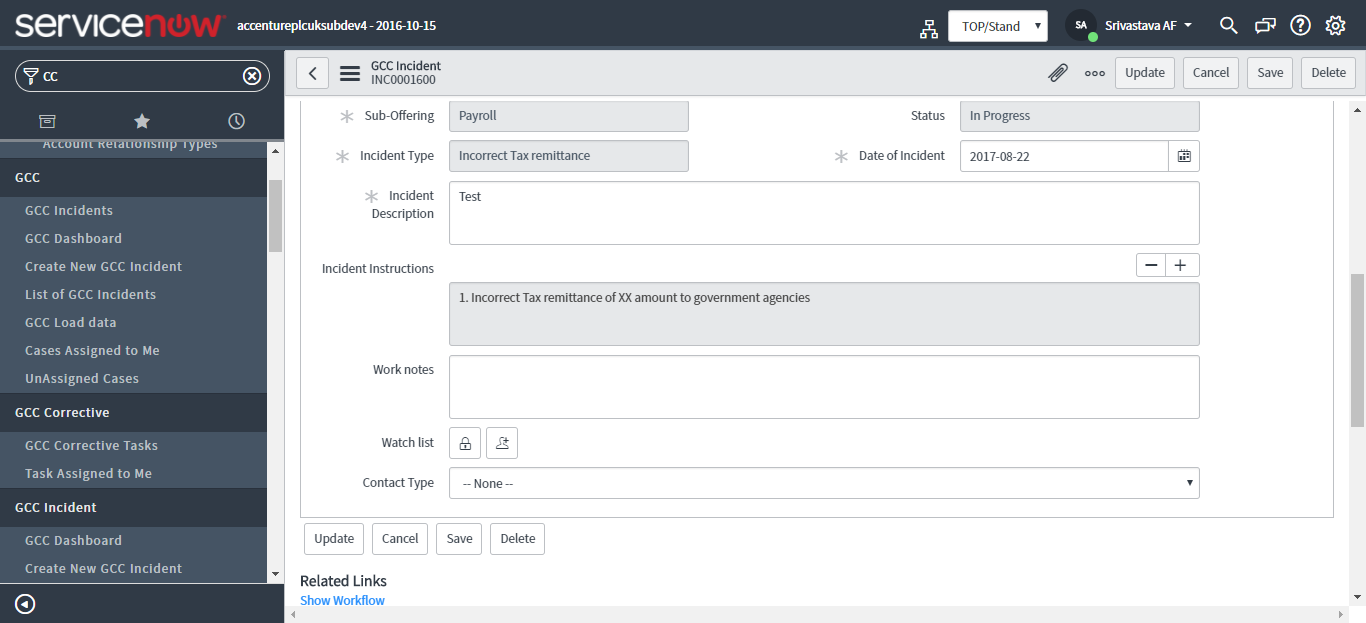 servicenow accentureplcuksubdev4 - 2016-10-15 TOP/Stand SA Srivastava AF
CC
Account Relationship Types
GCC
GCC Incidents
GCC Dashboard
Create New GCC Incident
List of GCC Incidents
GCC Load data
Cases Assigned to Me
UnAssigned Cases
GCC Corrective
GCC Corrective Tasks
Task Assigned to Me
GCC Incident
GCC Dashboard
Create New GCC Incident
GCC Incident
INC0001600
Update Cancel Save Delete
Sub-Offering Payroll Status In Progress
Incident Type Incorrect Tax remittance Date of Incident 2017-08-22
Incident
Description
Test
Incident Instructions
1. Incorrect Tax remittance of XX amount to government agencies
Work notes
Watch list
Contact Type -- None --
Update Cancel Save Delete
Related Links
Show Workflow